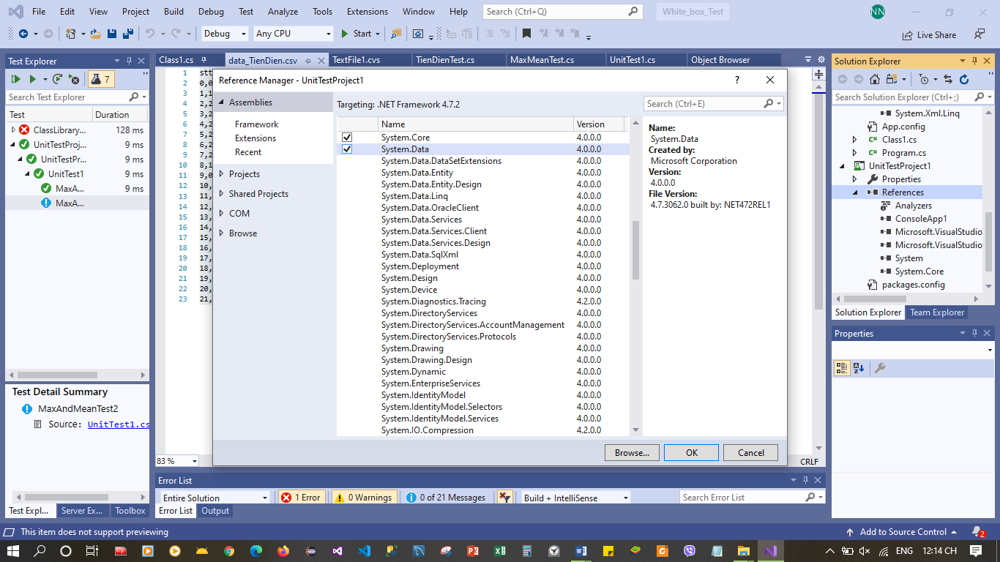 File Edit View Project Build Debug Test Analyze Tools Extensions Window Help Search (Ctrl+Q) White_box_Test NN
Debug Any CPU Start Live Share
Test Explorer
7
Search Test Explorer
Test Duration
ClassLibrary... 128 ms
UnitTestProj... 9 ms
UnitTestPr... 9 ms
UnitTest1 9 ms
MaxA... 9 ms
MaxA...
Test Detail Summary
MaxAndMeanTest2
Source: UnitTest1.cs
Test Expl... Server Ex... Toolbox
Class1.cs data_TienDien.csv TextFile1.cvs TienDienTest.cs MaxMeanTest.cs UnitTest1.cs Object Browser
1 stt
2 0,0
3 1,1
4 2,2
5 3,2
6 4,2
7 5,2
8 6,2
9 7,2
10 8,1
11 9,0
12 10,
13 11,
14 12,
15 13,
16 14,
17 15,
18 16,
19 17,
20 18,
21 19,
22 20,
23 21,
83 %
CRLF
Reference Manager - UnitTestProject1 ?
Assemblies
Framework
Extensions
Recent
Projects
Shared Projects
COM
Browse
Targeting: .NET Framework 4.7.2
Search (Ctrl+E)
Name Version
System.Core 4.0.0.0
System.Data 4.0.0.0
System.Data.DataSetExtensions 4.0.0.0
System.Data.Entity 4.0.0.0
System.Data.Entity.Design 4.0.0.0
System.Data.Linq 4.0.0.0
System.Data.OracleClient 4.0.0.0
System.Data.Services 4.0.0.0
System.Data.Services.Client 4.0.0.0
System.Data.Services.Design 4.0.0.0
System.Data.SqlXml 4.0.0.0
System.Deployment 4.0.0.0
System.Design 4.0.0.0
System.Device 4.0.0.0
System.Diagnostics.Tracing 4.2.0.0
System.DirectoryServices 4.0.0.0
System.DirectoryServices.AccountManagement 4.0.0.0
System.DirectoryServices.Protocols 4.0.0.0
System.Drawing 4.0.0.0
System.Drawing.Design 4.0.0.0
System.Dynamic 4.0.0.0
System.EnterpriseServices 4.0.0.0
System.IdentityModel 4.0.0.0
System.IdentityModel.Selectors 4.0.0.0
System.IdentityModel.Services 4.0.0.0
System.IO.Compression 4.2.0.0
Name:
System.Data
Created by:
Microsoft Corporation
Version:
4.0.0.0
File Version:
4.7.3062.0 built by: NET472REL1
Browse... OK Cancel
Error List
Entire Solution 1 Error 0 Warnings 0 of 21 Messages Build + IntelliSense Search Error List
Error List Output
Solution Explorer
Search Solution Explorer (Ctrl+;)
System.Xml.Linq
App.config
C# Class1.cs
C# Program.cs
UnitTestProject1
Properties
References
Analyzers
ConsoleApp1
Microsoft.VisualStudio
Microsoft.VisualStudio
System
System.Core
packages.config
Solution Explorer Team Explorer
Properties
This item does not support previewing Add to Source Control 2
ENG 12:14 CH